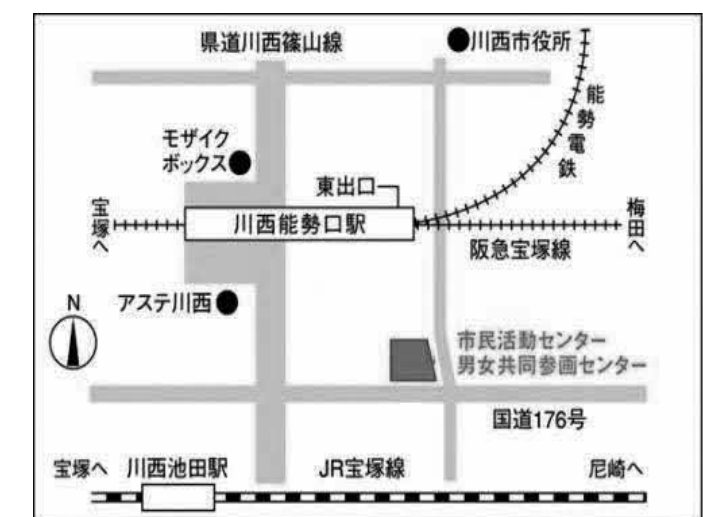 県道川西篠山線
川西市役所
能勢電鉄
モザイク
ボックス
東出口
宝塚へ
川西能勢口駅
梅田へ
阪急宝塚線
N
アステ川西
市民活動センター
男女共同参画センター
国道176号
宝塚へ
川西池田駅
JR宝塚線
尼崎へ